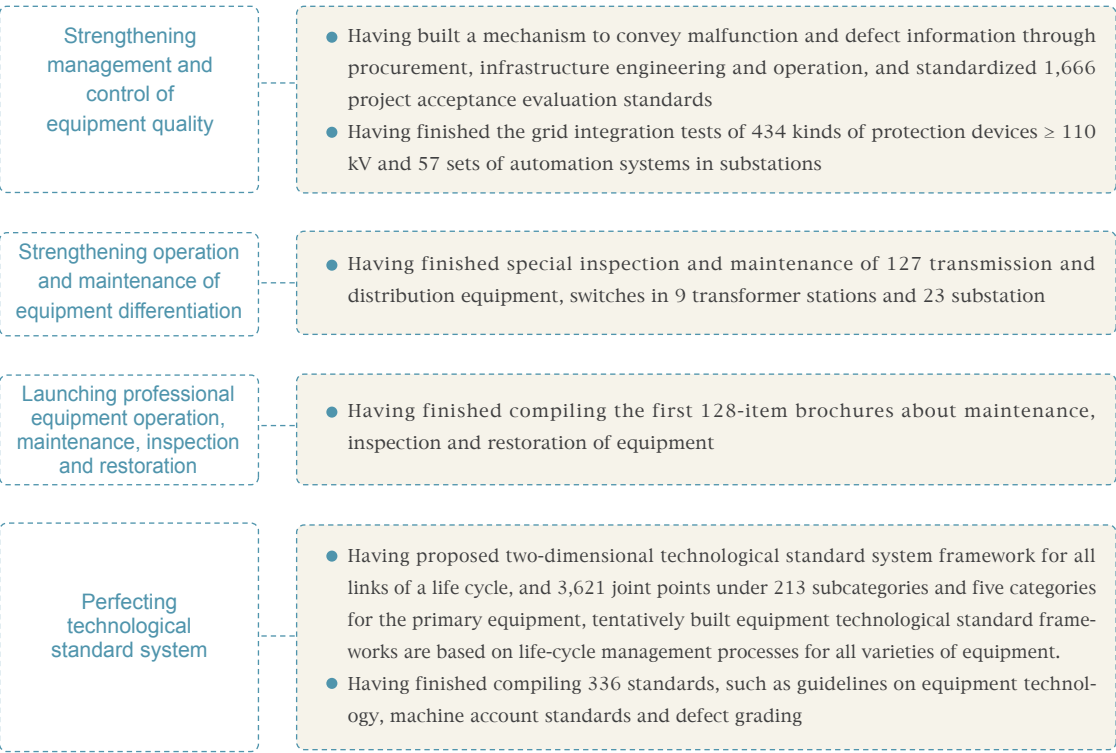 Strengthening
management and
control of
equipment quality
● Having built a mechanism to convey malfunction and defect information through
procurement, infrastructure engineering and operation, and standardized 1,666
project acceptance evaluation standards
● Having finished the grid integration tests of 434 kinds of protection devices ≥ 110
kV and 57 sets of automation systems in substations
Strengthening operation
and maintenance of
equipment differentiation
● Having finished special inspection and maintenance of 127 transmission and
distribution equipment, switches in 9 transformer stations and 23 substation
Launching professional
equipment operation,
maintenance, inspection
and restoration
● Having finished compiling the first 128-item brochures about maintenance,
inspection and restoration of equipment
Perfecting
technological
standard system
● Having proposed two-dimensional technological standard system framework for all
links of a life cycle, and 3,621 joint points under 213 subcategories and five categories
for the primary equipment, tentatively built equipment technological standard frame-
works are based on life-cycle management processes for all varieties of equipment.
● Having finished compiling 336 standards, such as guidelines on equipment technol-
ogy, machine account standards and defect grading